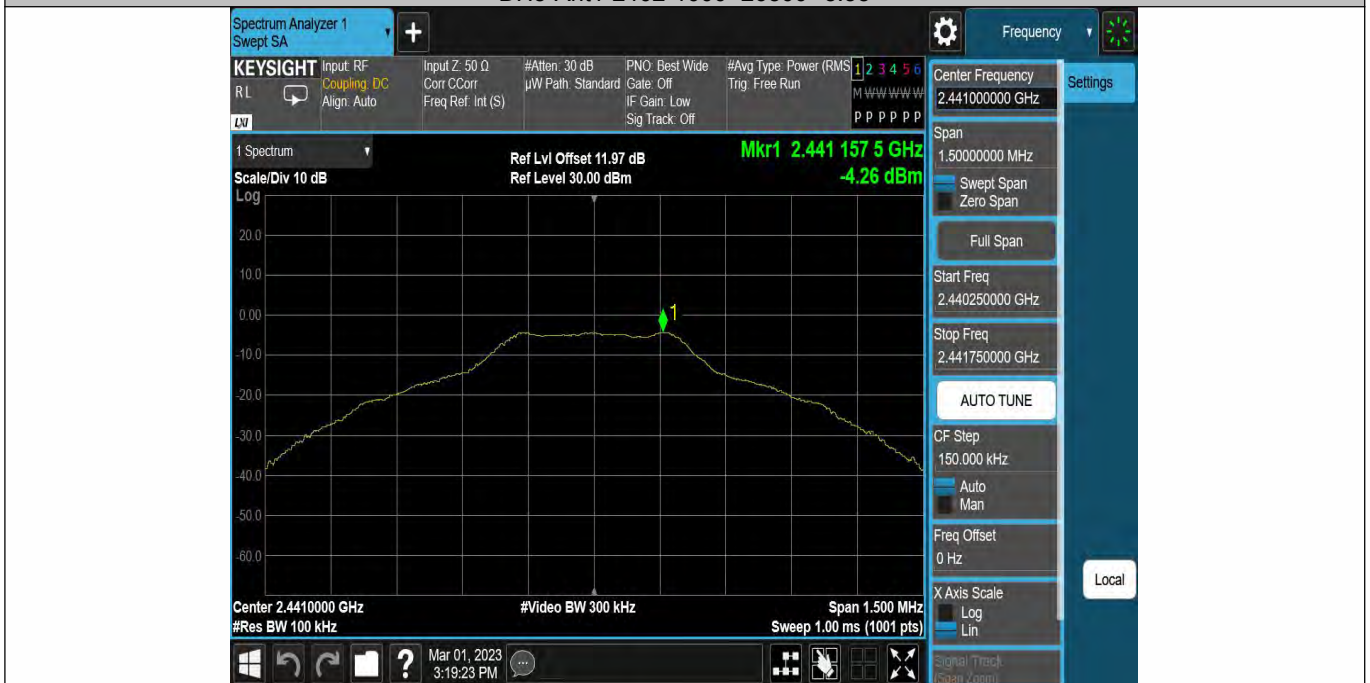 Spectrum Analyzer 1
Swept SA
+
Frequency
KEYSIGHT
RL
LXI
Input: RF
Coupling: DC
Align: Auto
Input Z: 50 Ω
Corr CCorr
Freq Ref: Int (S)
#Atten: 30 dB
µW Path: Standard
PNO: Best Wide
Gate: Off
IF Gain: Low
Sig Track: Off
#Avg Type: Power (RMS
Trig: Free Run
1 2 3 4 5 6
M W W W W W
P P P P P P
1 Spectrum
Scale/Div 10 dB
Ref Lvl Offset 11.97 dB
Ref Level 30.00 dBm
Mkr1 2.441 157 5 GHz
-4.26 dBm
Log
20.0
10.0
0.00
-10.0
-20.0
-30.0
-40.0
-50.0
-60.0
1
Center 2.4410000 GHz
#Video BW 300 kHz
Span 1.500 MHz
#Res BW 100 kHz
Sweep 1.00 ms (1001 pts)
Mar 01, 2023
3:19:23 PM
Center Frequency
2.441000000 GHz
Settings
Span
1.50000000 MHz
Swept Span
Zero Span
Full Span
Start Freq
2.440250000 GHz
Stop Freq
2.441750000 GHz
AUTO TUNE
CF Step
150.000 kHz
Auto
Man
Freq Offset
0 Hz
X Axis Scale
Log
Lin
Signal Track
(Span Zoom)
Local